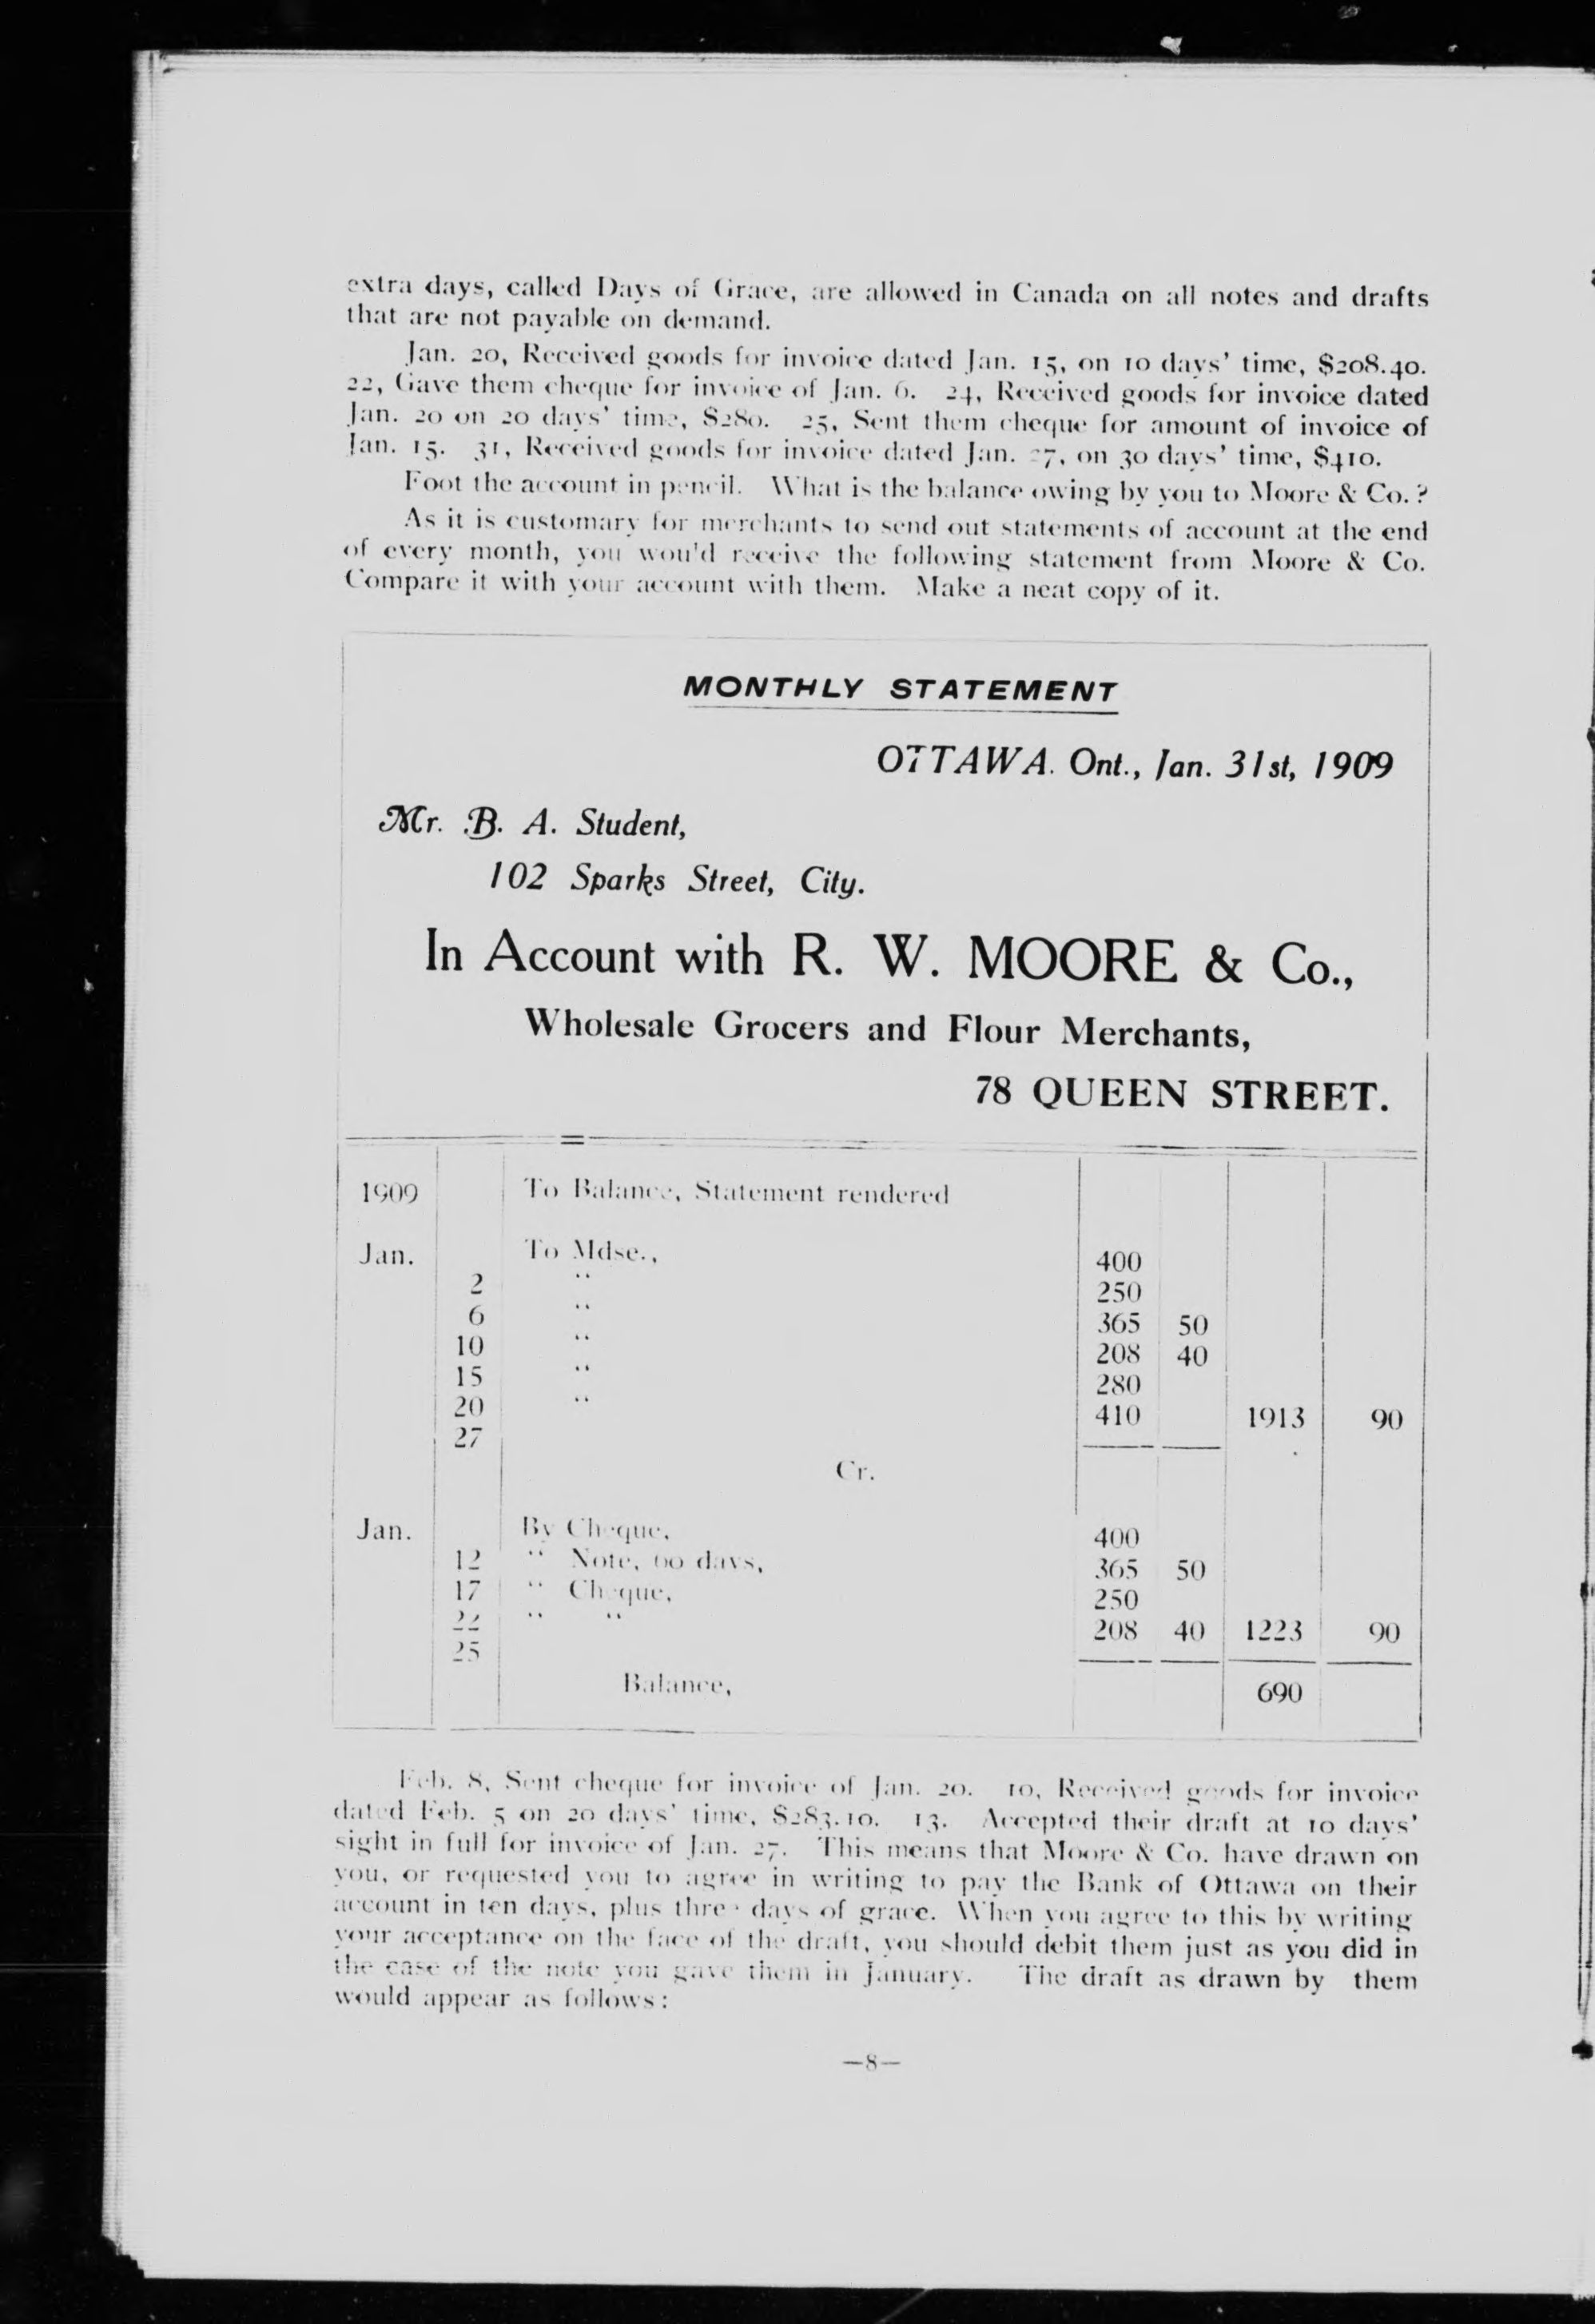 extra days, called Days of Grace, are allowed in Canada on all notes and drafts
that are not payable on demand.
Jan. 20, Received goods for invoice dated Jan. 15, on 10 days' time, $208.40.
22, Gave them cheque for invoice of Jan. 6. 24, Received goods for invoice dated
Jan. 20 on 20 days' time, $280. 25, Sent them cheque for amount of invoice of
Jan. 15. 31, Received goods for invoice dated Jan. 27, on 30 days' time, $410.
Foot the account in pencil. What is the balance owing by you to Moore & Co.?
As it is customary for merchants to send out statements of account at the end
of every month, you wou'd receive the following statement from Moore & Co.
Compare it with your account with them. Make a neat copy of it.
MONTHLY STATEMENT
OTTAWA. Ont., Jan. 31st, 1909
Mr. B. A. Student,
102 Sparks Street, City.
In Account with R. W. MOORE & Co.,
Wholesale Grocers and Flour Merchants,
78 QUEEN STREET.
1909 To Balance, Statement rendered
Jan. To Mdse., 400
2 " 250
6 " 365 50
10 " 208 40
15 " 280
20 " 410 1913 90
27
Cr.
Jan. By Cheque, 400
12 " Note, 60 days, 365 50
17 " Cheque, 250
22 " " 208 40 1223 90
25
Balance, 690
Feb. 8, Sent cheque for invoice of Jan. 20. 10, Received goods for invoice
dated Feb. 5 on 20 days' time, $283.10. 13. Accepted their draft at 10 days'
sight in full for invoice of Jan. 27. This means that Moore & Co. have drawn on
you, or requested you to agree in writing to pay the Bank of Ottawa on their
account in ten days, plus three days of grace. When you agree to this by writing
your acceptance on the face of the draft, you should debit them just as you did in
the case of the note you gave them in January. The draft as drawn by them
would appear as follows:
—8—